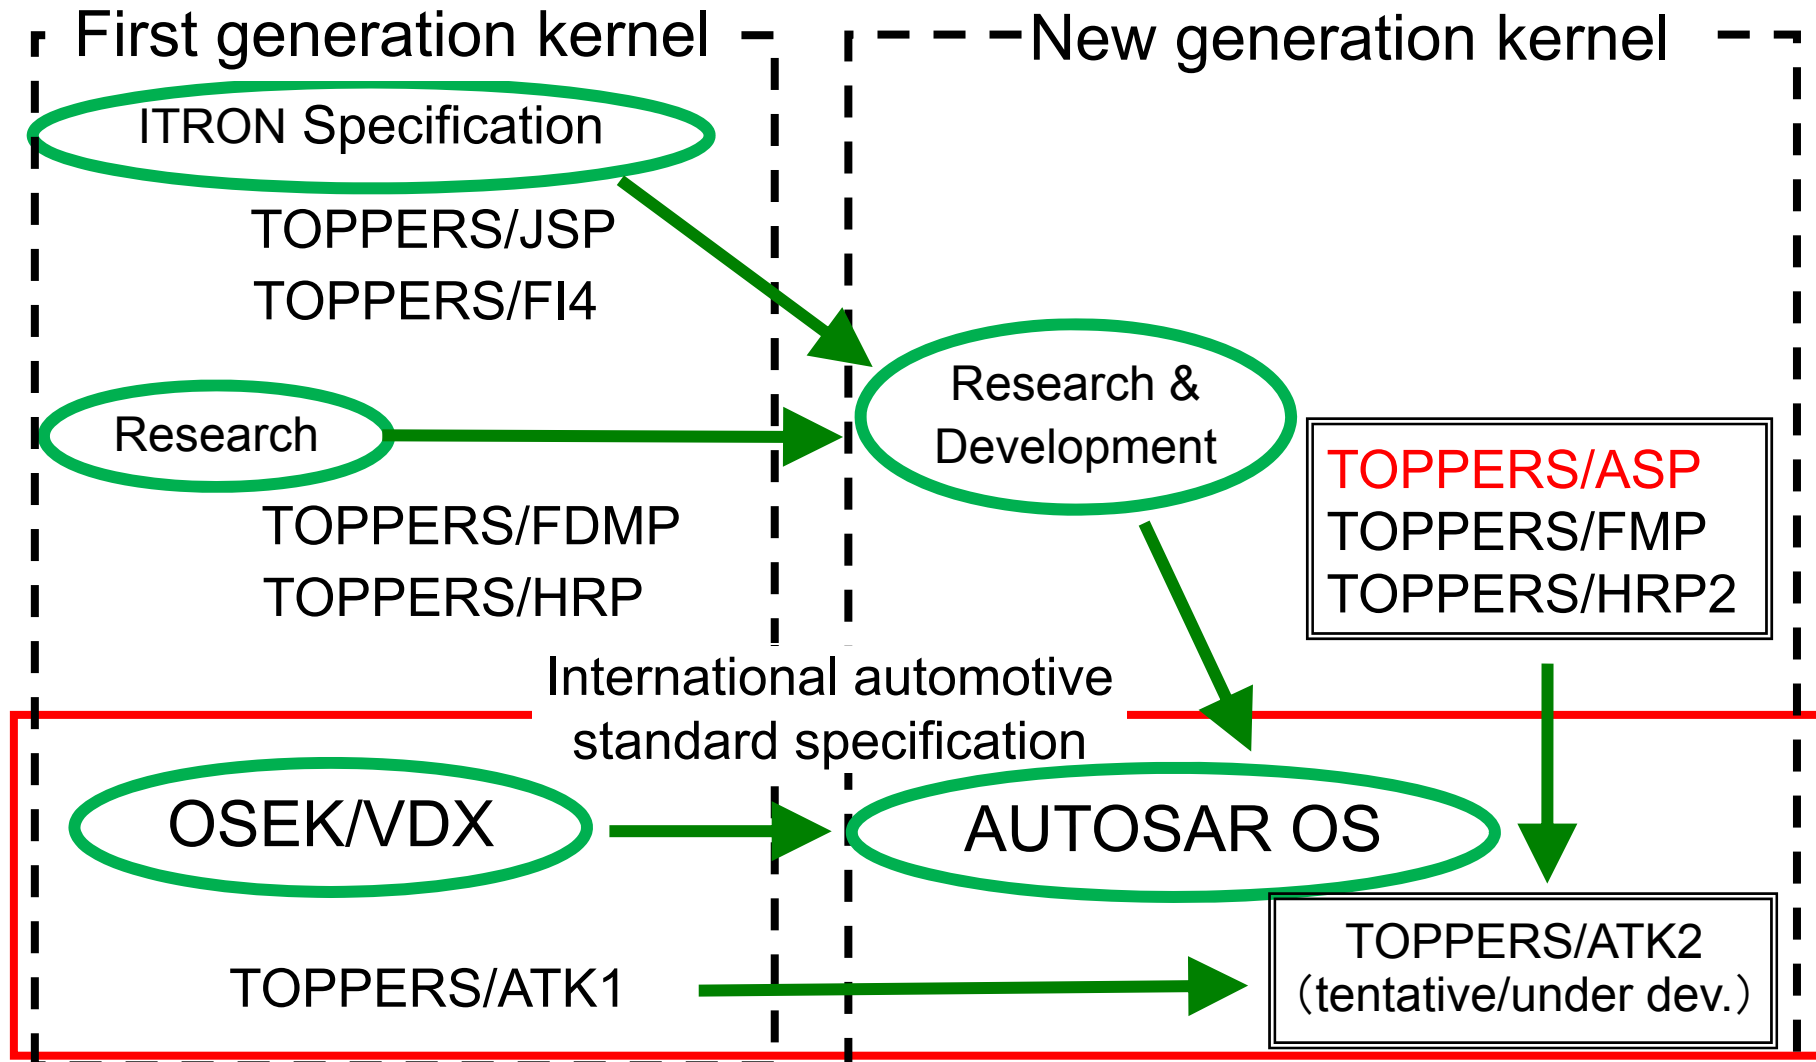 First generation kernel
New generation kernel
ITRON Specification
TOPPERS/JSP
TOPPERS/FI4
Research &
Development
Research
TOPPERS/ASP
TOPPERS/FMP
TOPPERS/HRP2
TOPPERS/FDMP
TOPPERS/HRP
International automotive
standard specification
OSEK/VDX
AUTOSAR OS
TOPPERS/ATK1
TOPPERS/ATK2
（tentative/under dev.）